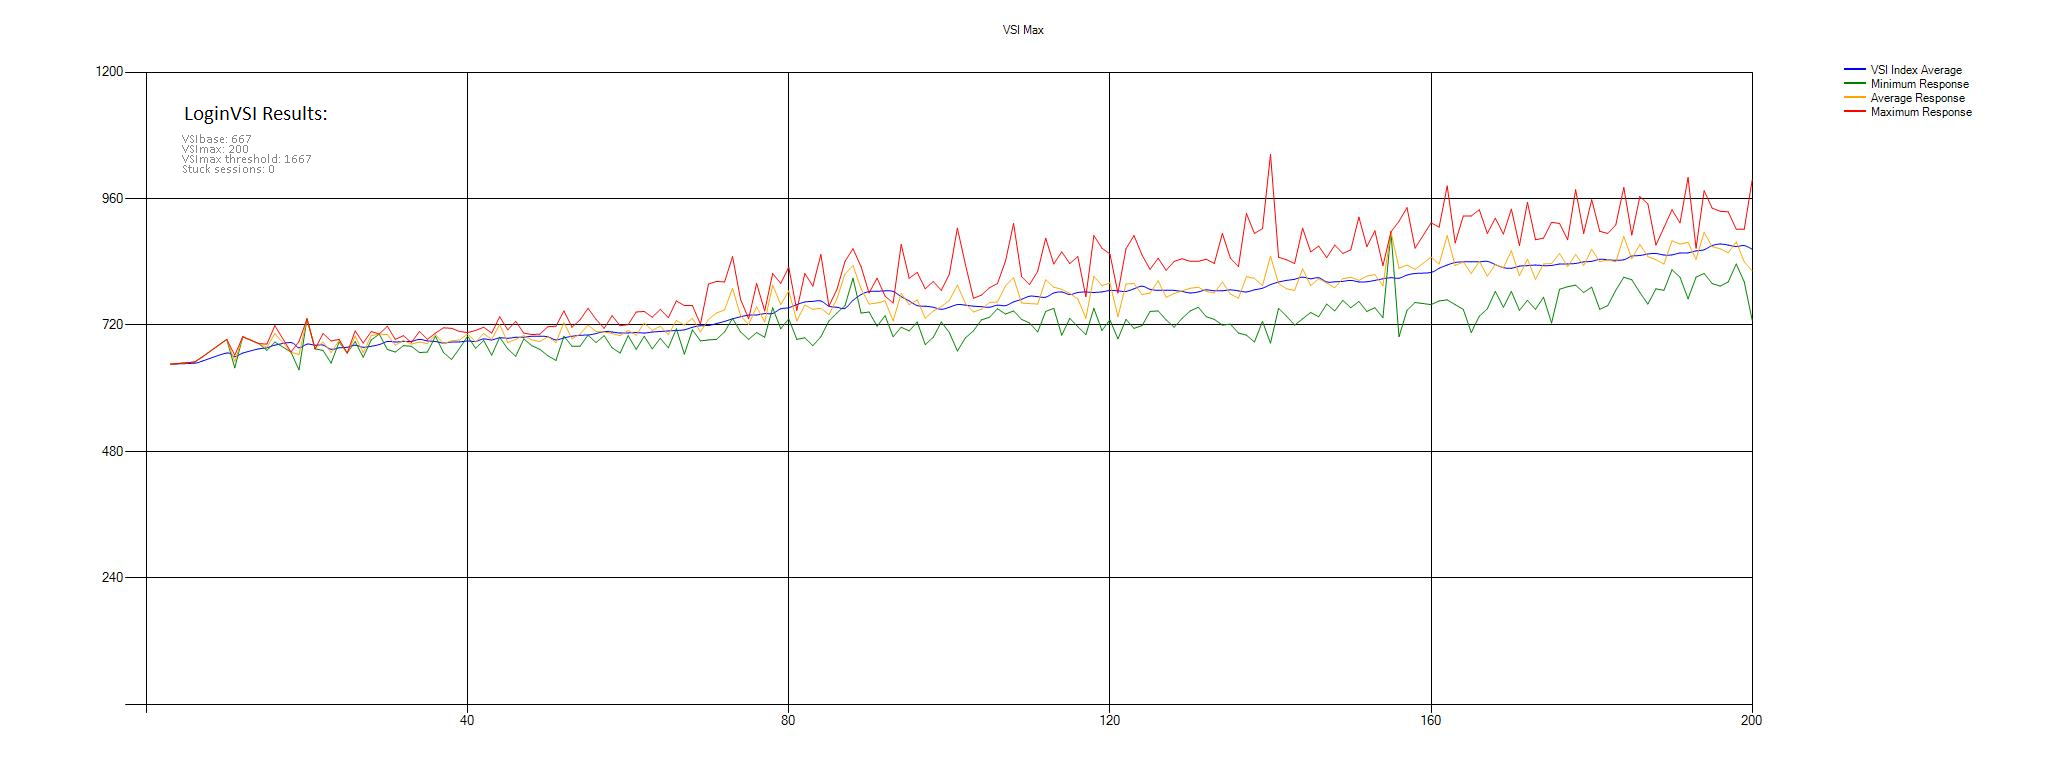 VSI Max
1200
960
720
480
240
40
80
120
160
200
LoginVSI Results:
VSIbase: 667
VSImax: 200
VSImax threshold: 1667
Stuck sessions: 0
VSI Index Average
Minimum Response
Average Response
Maximum Response